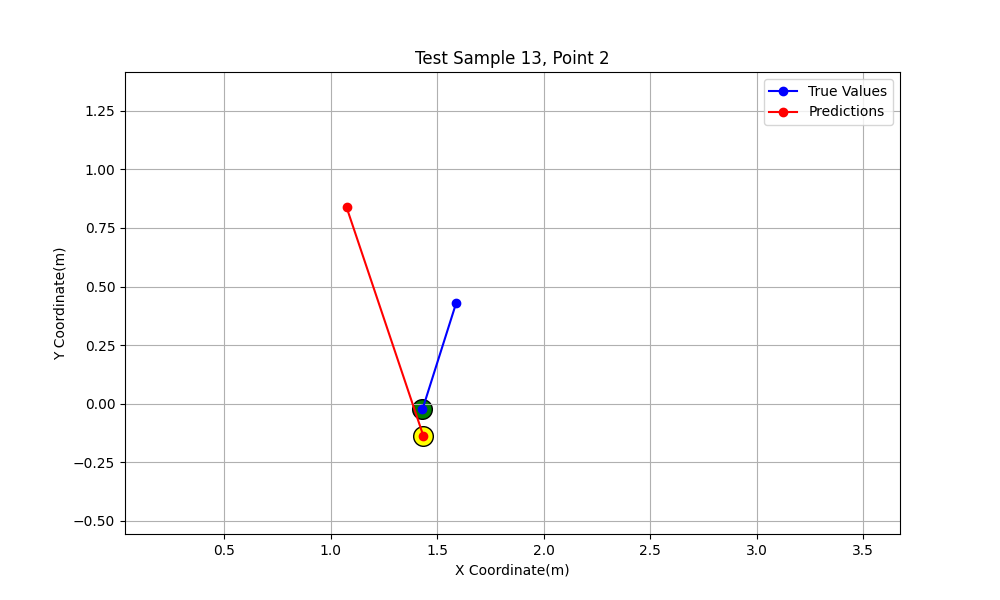 Test Sample 13, Point 2
True Values
Predictions
1.25
1.00
0.75
0.50
0.25
0.00
−0.25
−0.50
Y Coordinate(m)
0.5 1.0 1.5 2.0 2.5 3.0 3.5
X Coordinate(m)